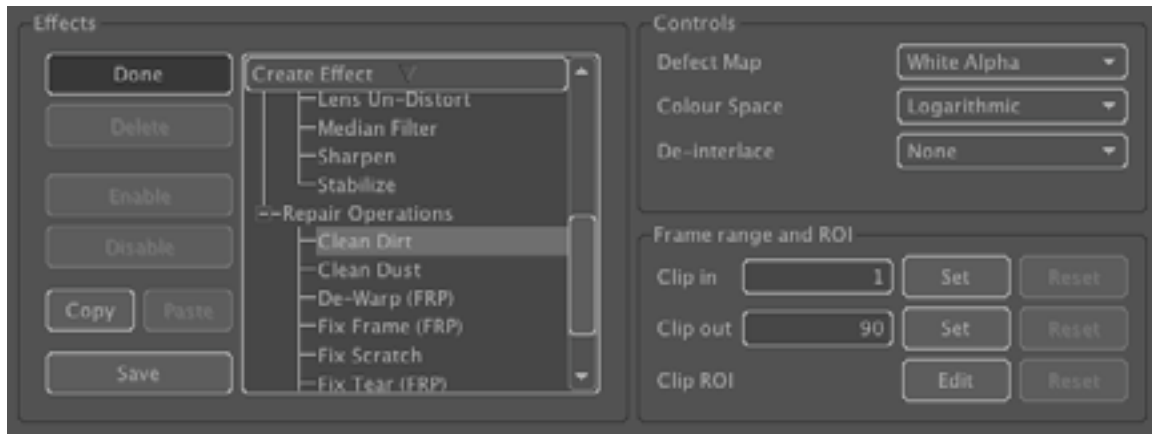 Effects
Done
Delete
Enable
Disable
Copy
Paste
Save
Create Effect
Lens Un-Distort
Median Filter
Sharpen
Stabilize
Repair Operations
Clean Dirt
Clean Dust
De-Warp (FRP)
Fix Frame (FRP)
Fix Scratch
Fix Tear (FRP)
Controls
Defect Map White Alpha
Colour Space Logarithmic
De-interlace None
Frame range and ROI
Clip in 1 Set Reset
Clip out 90 Set Reset
Clip ROI Edit Reset